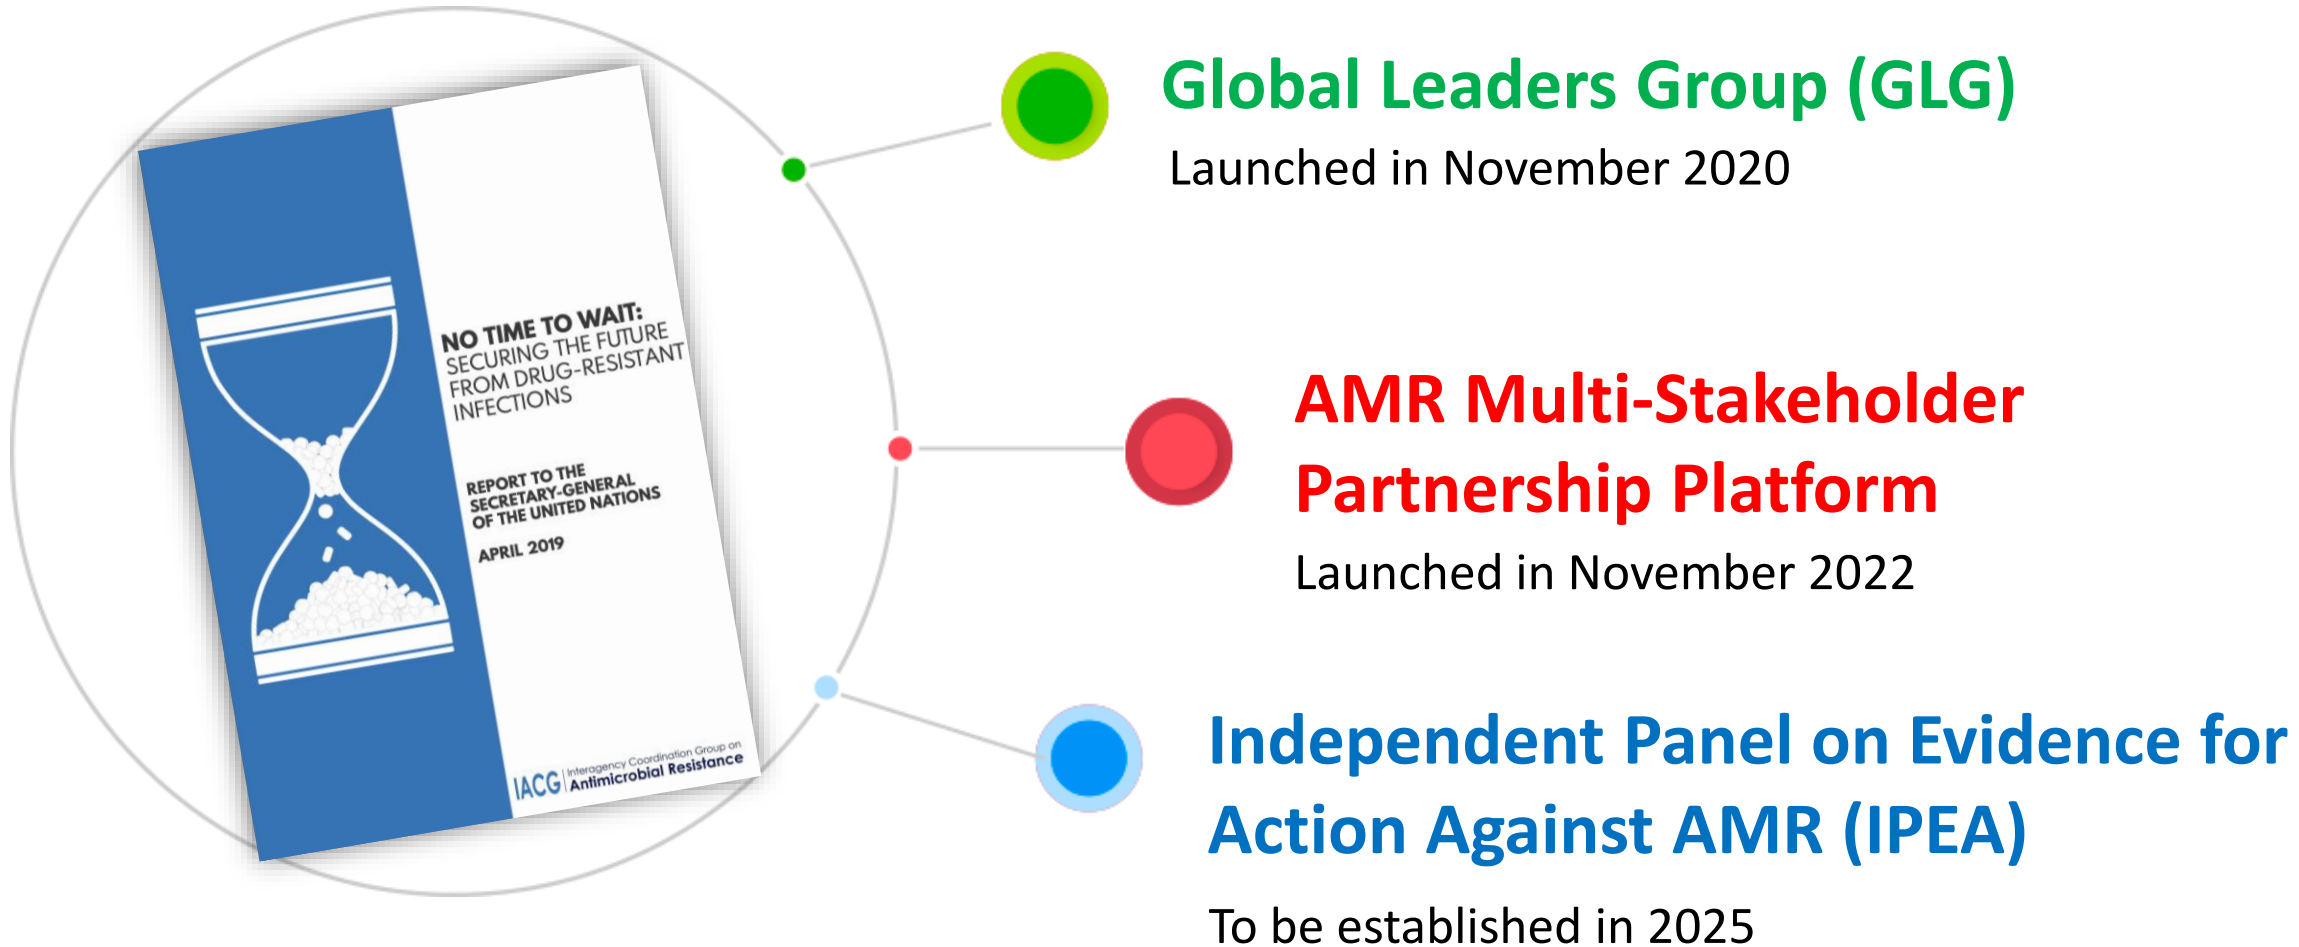 NO TIME TO WAIT:
SECURING THE FUTURE
FROM DRUG-RESISTANT
INFECTIONS
REPORT TO THE
SECRETARY-GENERAL
OF THE UNITED NATIONS
APRIL 2019
IACG
Interagency Coordination Group on
Antimicrobial Resistance
Global Leaders Group (GLG)
Launched in November 2020
AMR Multi-Stakeholder
Partnership Platform
Launched in November 2022
Independent Panel on Evidence for
Action Against AMR (IPEA)
To be established in 2025